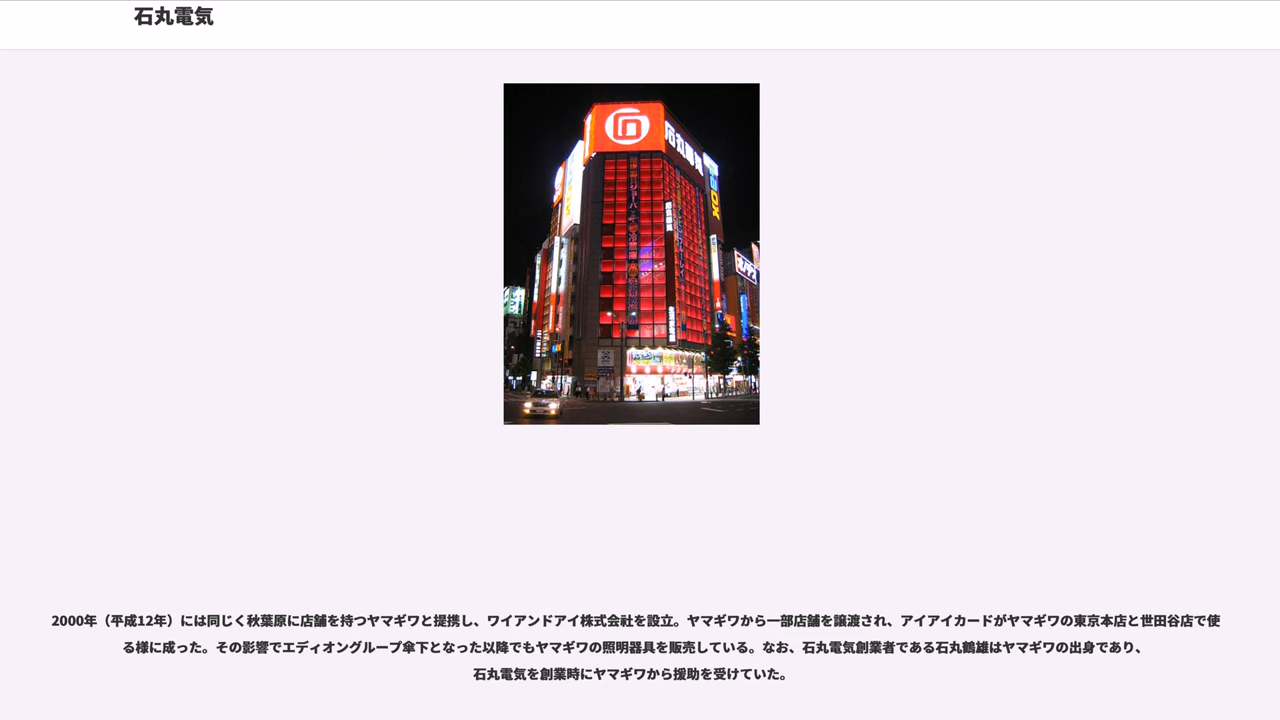 石丸電気
石丸電気
2000年（平成12年）には同じく秋葉原に店舗を持つヤマギワと提携し、ワイアンドアイ株式会社を設立。ヤマギワから一部店舗を譲渡され、アイアイカードがヤマギワの東京本店と世田谷店で使
る様に成った。その影響でエディオングループ傘下となった以降でもヤマギワの照明器具を販売している。なお、石丸電気創業者である石丸鶴雄はヤマギワの出身であり、
石丸電気を創業時にヤマギワから援助を受けていた。